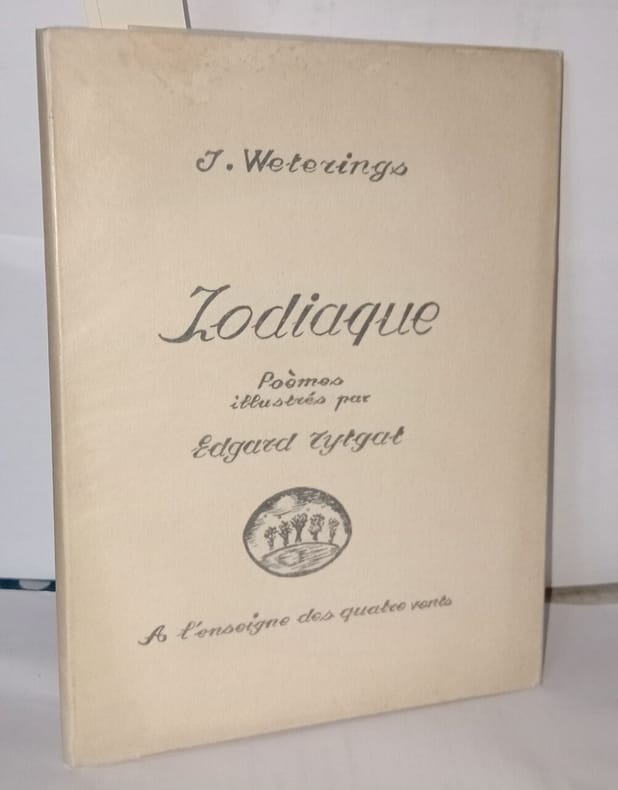 J. Weterings
Zodiaque
Poèmes
illustrés par
Edgard Tytgat
A l'enseigne des quatre vents